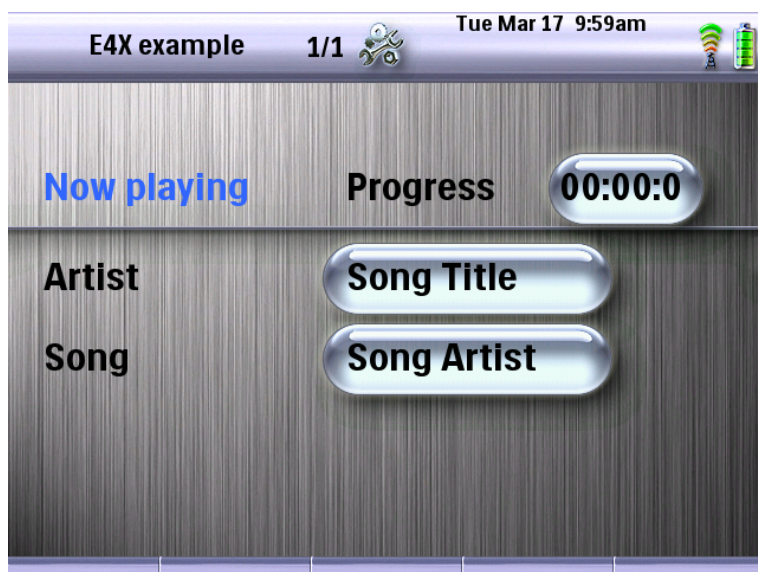 E4X example 1/1 Tue Mar 17 9:59am
Now playing Progress 00:00:0
Artist Song Title
Song Song Artist